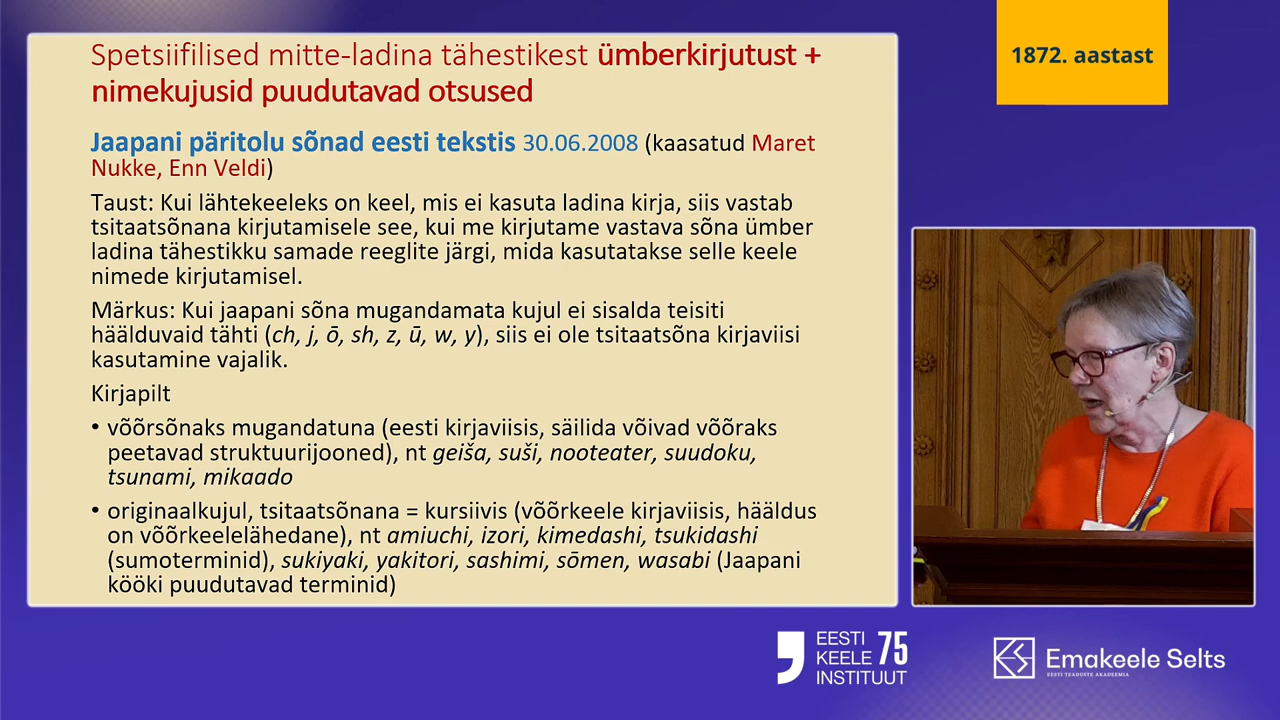 Spetsiifilised mitte-ladina tähestikest ümberkirjutust +
nimekujusid puudutavad otsused
Jaapani päritolu sõnad eesti tekstis 30.06.2008 (kaasatud Maret
Nukke, Enn Veldi)
Taust: Kui lähtekeeleks on keel, mis ei kasuta ladina kirja, siis vastab
tsitaatsõnana kirjutamisele see, kui me kirjutame vastava sõna ümber
ladina tähestikku samade reeglite järgi, mida kasutatakse selle keele
nimede kirjutamisel.
Märkus: Kui jaapani sõna mugandamata kujul ei sisalda teisiti
häälduvaid tähti (ch, j, ō, sh, z, ū, w, y), siis ei ole tsitaatsõna kirjaviisi
kasutamine vajalik.
Kirjapilt
• võõrsõnaks mugandatuna (eesti kirjaviisis, säilida võivad võõraks
peetavad struktuurijooned), nt geiša, suši, nooteater, suudoku,
tsunami, mikaado
• originaalkujul, tsitaatsõnana = kursiivis (võõrkeele kirjaviisis, hääldus
on võõrkeelelähedane), nt amiuchi, izori, kimedashi, tsukidashi
(sumoterminid), sukiyaki, yakitori, sashimi, sōmen, wasabi (Jaapani
kööki puudutavad terminid)
1872. aastast
EESTI
KEELE 75
INSTITUUT
Emakeele Selts
EESTI TEADUSTE AKADEEMIA